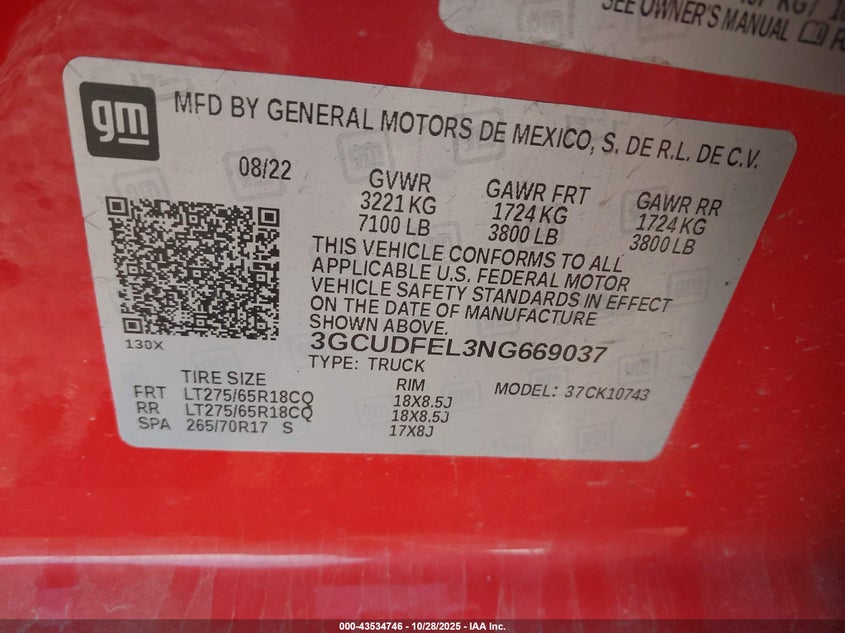 SEE OWNER'S MANUAL
gm
MFD BY GENERAL MOTORS DE MEXICO, S. DE R.L. DE C.V.
08/22
GVWR GAWR FRT GAWR RR
3221 KG 1724 KG 1724 KG
7100 LB 3800 LB 3800 LB
THIS VEHICLE CONFORMS TO ALL
APPLICABLE U.S. FEDERAL MOTOR
VEHICLE SAFETY STANDARDS IN EFFECT
ON THE DATE OF MANUFACTURE
SHOWN ABOVE.
130X
3GCUDFEL3NG669037
TYPE: TRUCK
TIRE SIZE RIM MODEL: 37CK10743
FRT LT275/65R18CQ 18X8.5J
RR LT275/65R18CQ 18X8.5J
SPA 265/70R17 S 17X8J
000-43534746 - 10/28/2025 - IAA Inc.